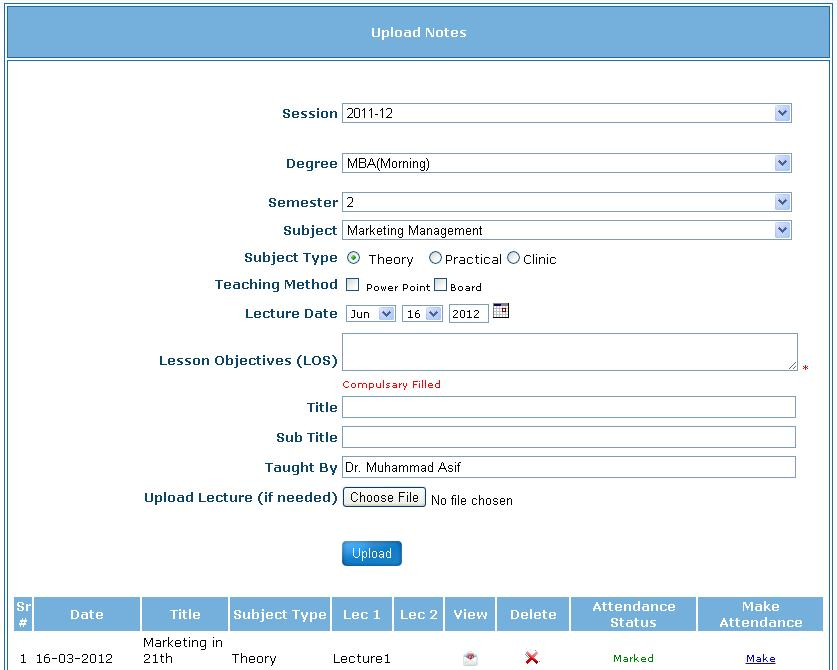 Upload Notes
Session 2011-12
Degree MBA(Morning)
Semester 2
Subject Marketing Management
Subject Type Theory Practical Clinic
Teaching Method Power Point Board
Lecture Date Jun 16 2012
Lesson Objectives (LOS) *
Compulsary Filled
Title
Sub Title
Taught By Dr. Muhammad Asif
Upload Lecture (if needed) Choose File No file chosen
Upload
Sr # Date Title Subject Type Lec 1 Lec 2 View Delete Attendance Status Make Attendance
1 16-03-2012 Marketing in 21th Theory Lecture1 Marked Make